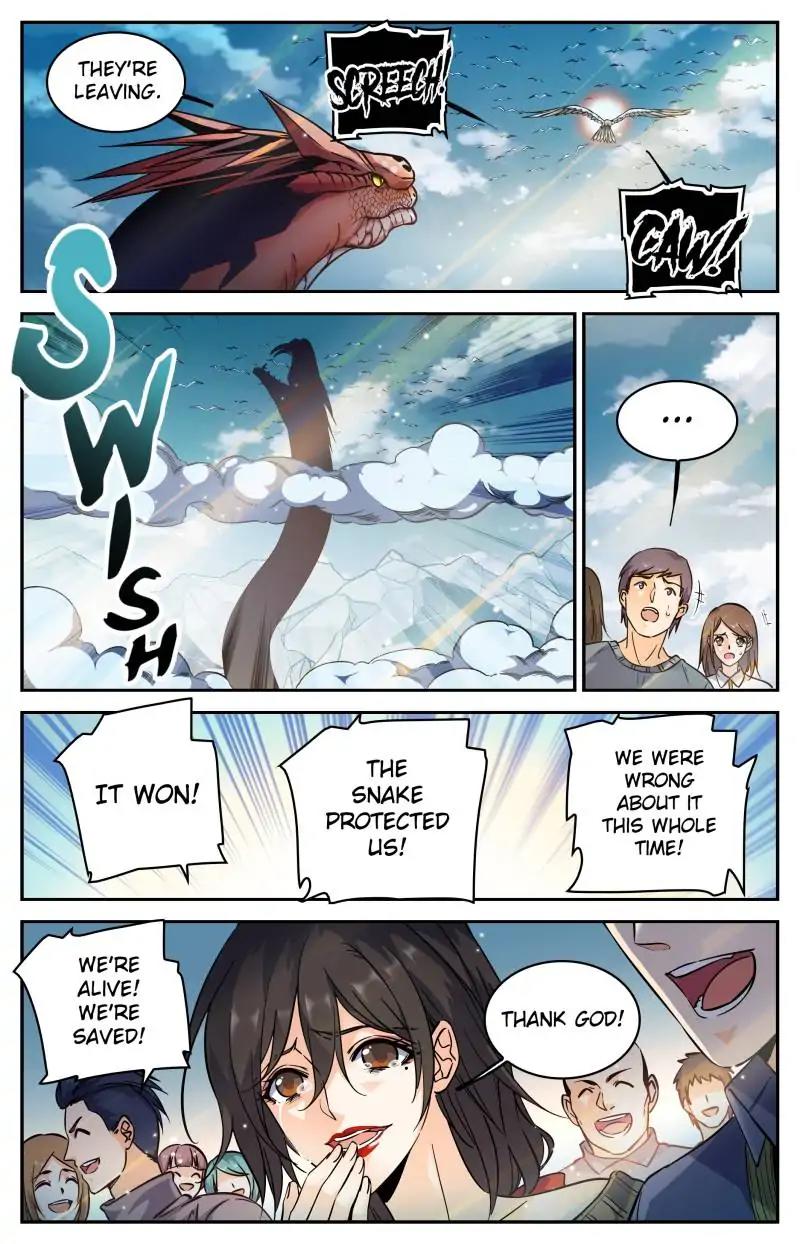 THEY'RE
LEAVING.
SCREECH!
CAW!
SWISH
...
IT WON!
THE
SNAKE
PROTECTED
US!
WE WERE
WRONG
ABOUT IT
THIS WHOLE
TIME!
WE'RE
ALIVE!
WE'RE
SAVED!
THANK GOD!